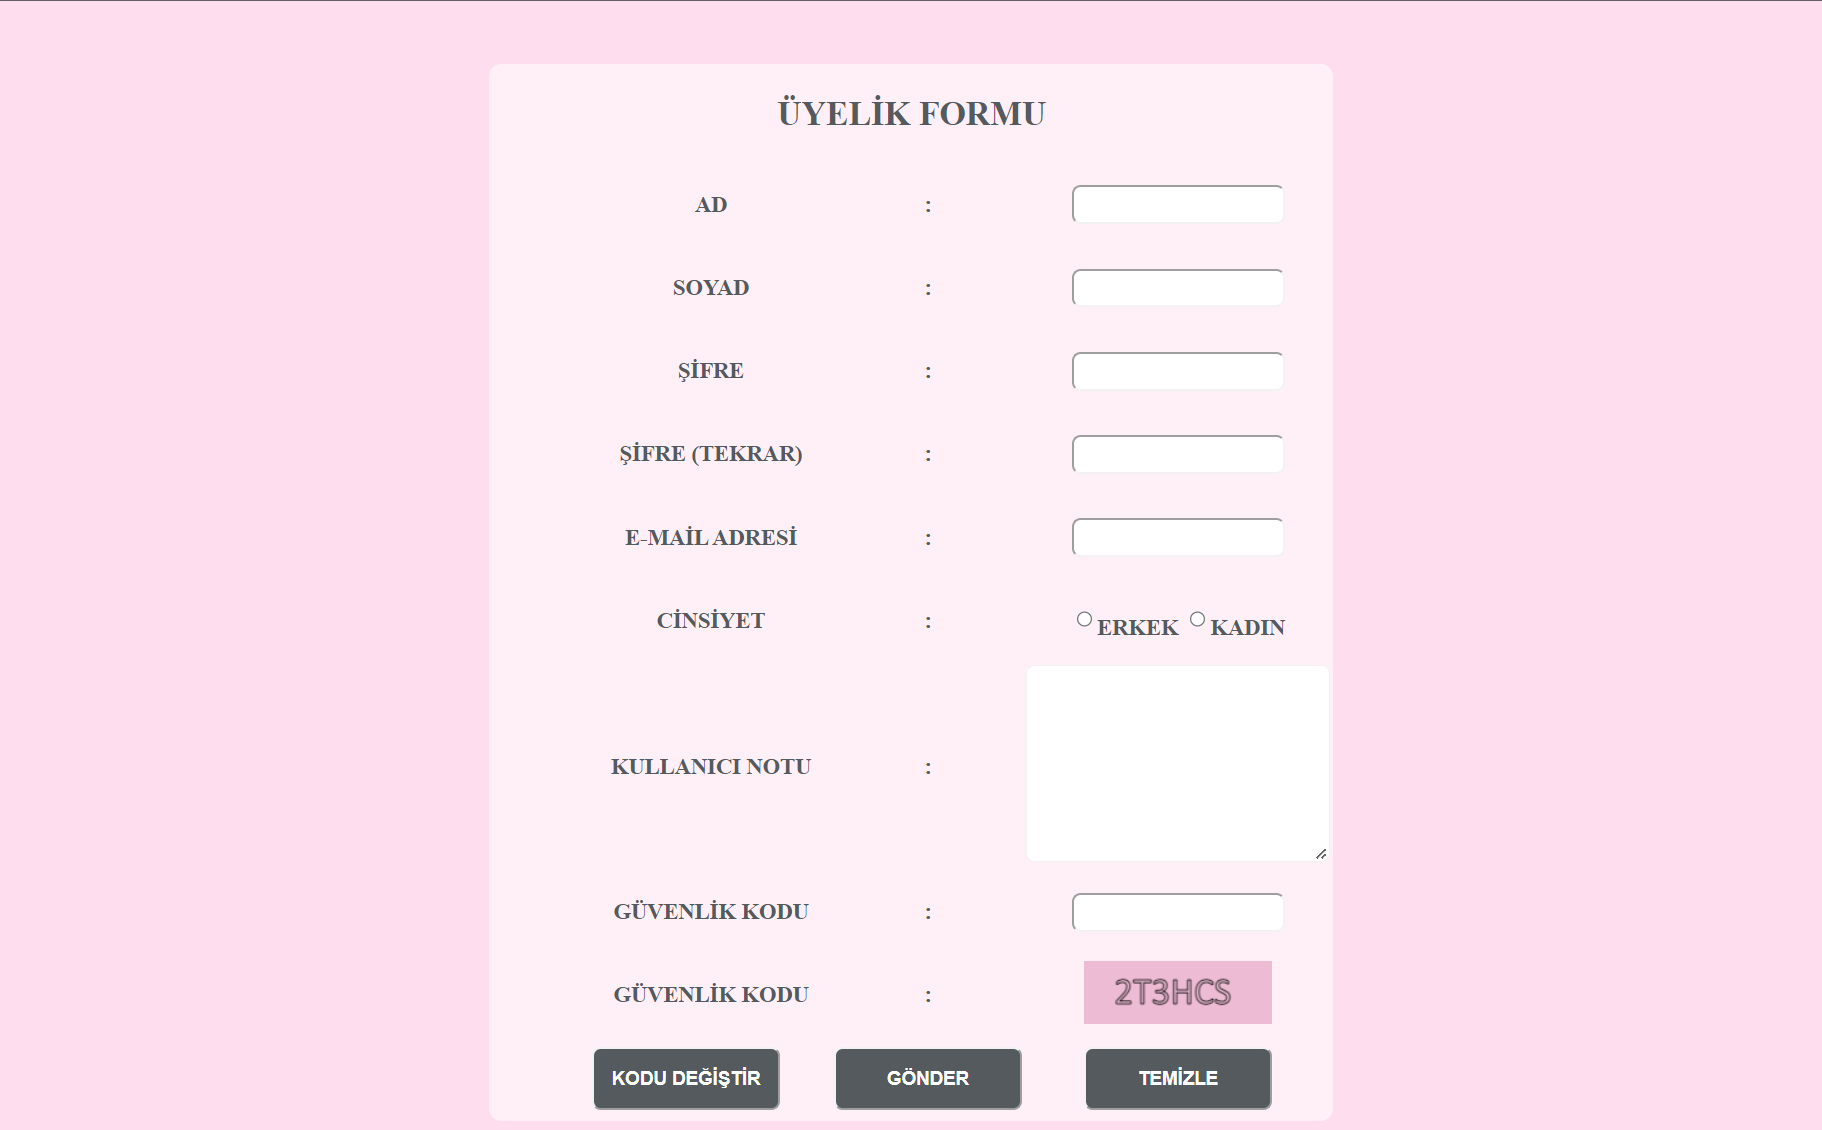 ÜYELİK FORMU
AD :
SOYAD :
ŞİFRE :
ŞİFRE (TEKRAR) :
E-MAİL ADRESİ :
CİNSİYET : ERKEK KADIN
KULLANICI NOTU :
GÜVENLİK KODU :
GÜVENLİK KODU : 2T3HCS
KODU DEĞİŞTİR GÖNDER TEMİZLE